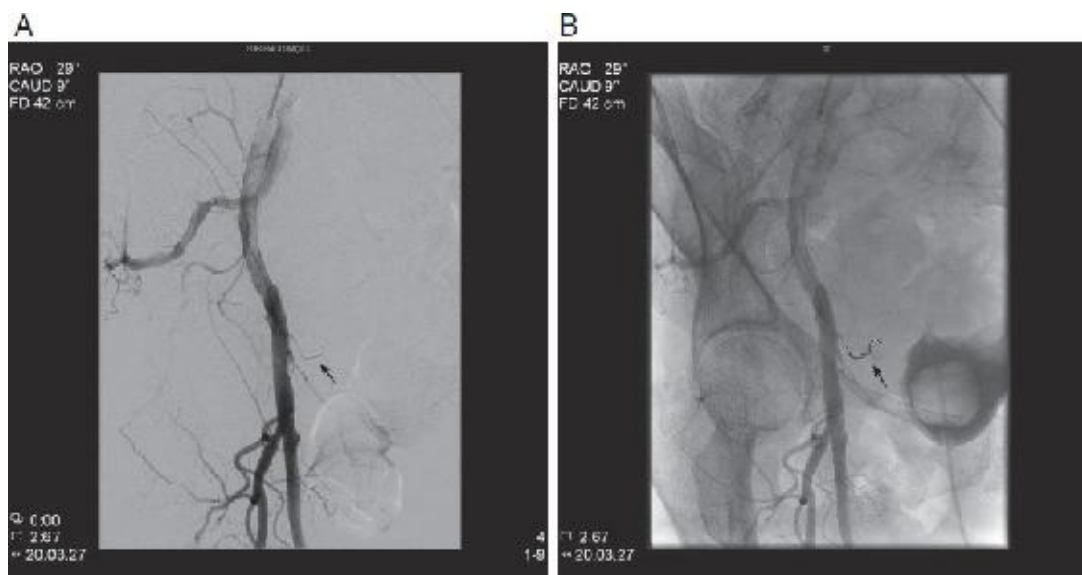 A
RAO 29°
CAUD 9°
FD 42 cm
0:00
2.67
20.03.27
4
1-9
B
RAO 29°
CAUD 9°
FD 42 cm
2.67
20.03.27